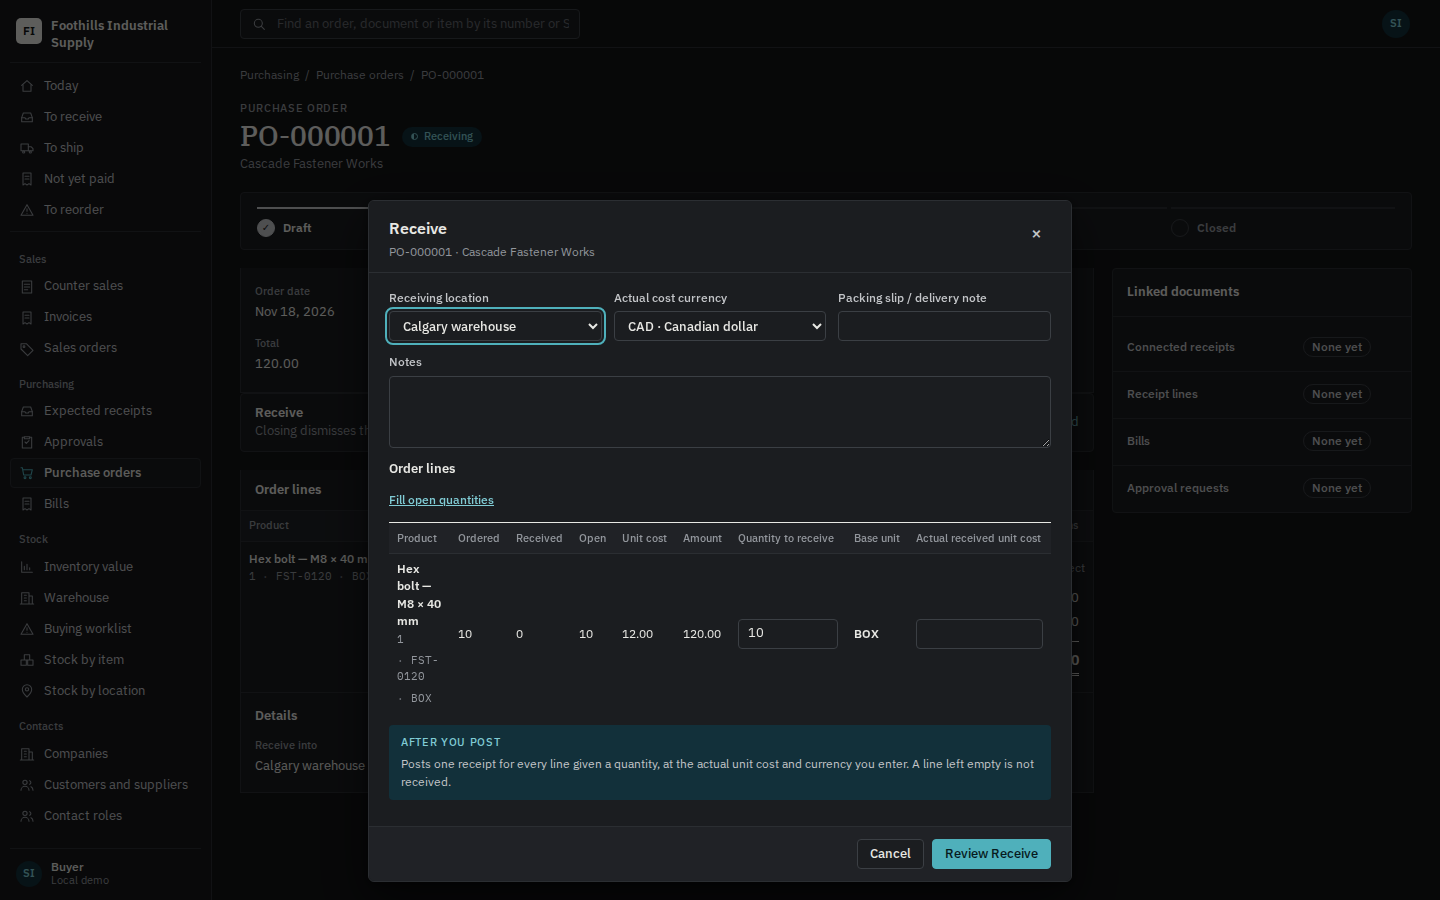 FI
Foothills Industrial
Supply
Find an order, document or item by its number or S
SI
Today
To receive
To ship
Not yet paid
To reorder
Sales
Counter sales
Invoices
Sales orders
Purchasing
Expected receipts
Approvals
Purchase orders
Bills
Stock
Inventory value
Warehouse
Buying worklist
Stock by item
Stock by location
Contacts
Companies
Customers and suppliers
Contact roles
SI
Buyer
Local demo
Purchasing / Purchase orders / PO-000001
PURCHASE ORDER
PO-000001 Receiving
Cascade Fastener Works
Draft
Closed
Order date
Nov 18, 2026
Total
120.00
Receive
Closing dismisses th
Order lines
Product
Hex bolt — M8 × 40 m
1 · FST-0120 · BO
Details
Receive into
Calgary warehouse
Linked documents
Connected receipts None yet
Receipt lines None yet
Bills None yet
Approval requests None yet
Receive
PO-000001 · Cascade Fastener Works
×
Receiving location Actual cost currency Packing slip / delivery note
Calgary warehouse CAD · Canadian dollar
Notes
Order lines
Fill open quantities
Product Ordered Received Open Unit cost Amount Quantity to receive Base unit Actual received unit cost
Hex
bolt —
M8 × 40
mm
1
· FST-
0120
· BOX
10 0 10 12.00 120.00 10 BOX
AFTER YOU POST
Posts one receipt for every line given a quantity, at the actual unit cost and currency you enter. A line left empty is not
received.
Cancel Review Receive